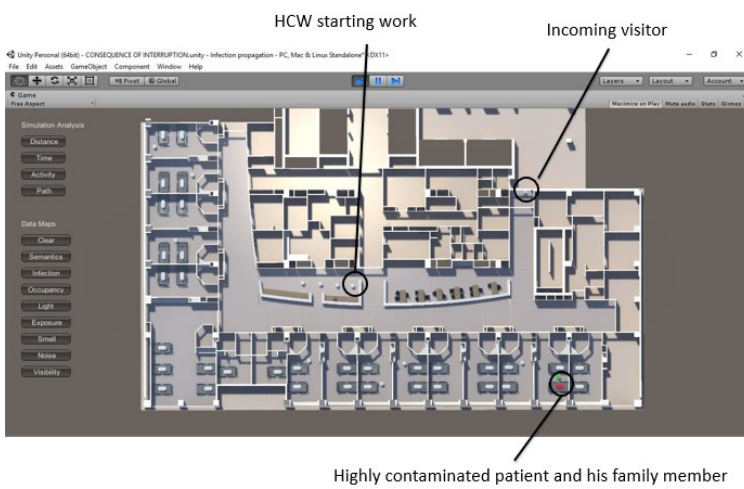 HCW starting work
Incoming visitor
Unity Personal (64bit) - CONSEQUENCE OF INTERRUPTION.unity - Infection propagation - PC, Mac & Linux Standalone* <DX11>
File Edit Assets GameObject Component Window Help
Pivot Global Layers Layout Account
Game
Free Aspect Maximize on Play Mute audio Stats Gizmos
Simulation Analysis
Distance
Time
Activity
Path
Data Maps
Clear
Semantics
Infection
Occupancy
Light
Exposure
Smell
Noise
Visibility
Highly contaminated patient and his family member